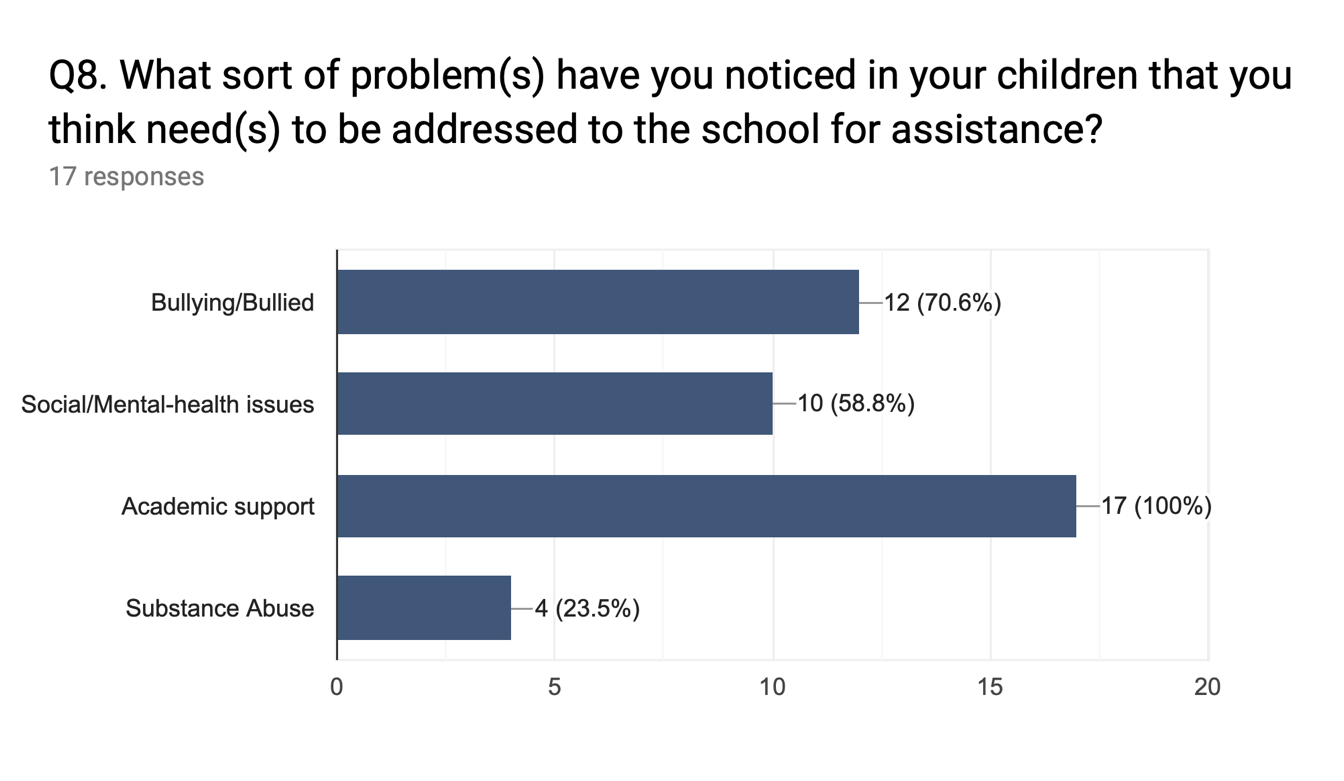 Q8. What sort of problem(s) have you noticed in your children that you
think need(s) to be addressed to the school for assistance?
17 responses
Bullying/Bullied 12 (70.6%)
Social/Mental-health issues 10 (58.8%)
Academic support 17 (100%)
Substance Abuse 4 (23.5%)
0 5 10 15 20